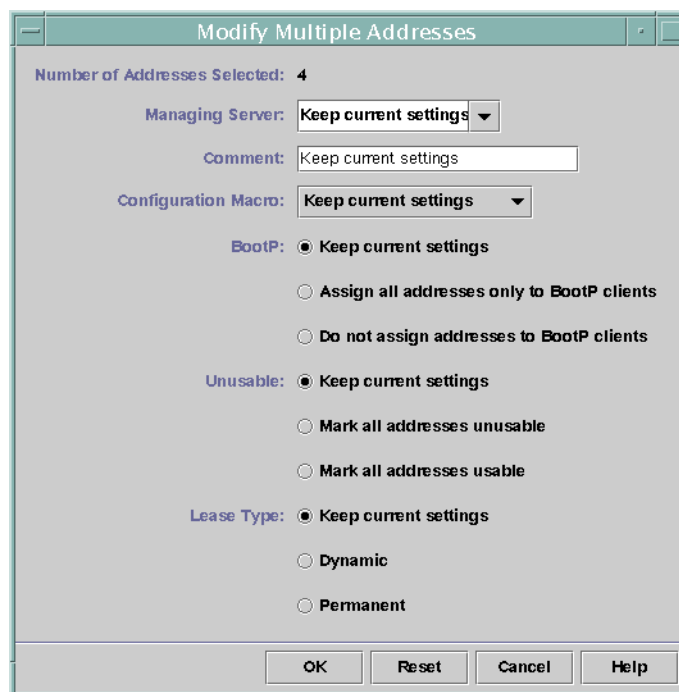 Modify Multiple Addresses
Number of Addresses Selected: 4
Managing Server: Keep current settings
Comment: Keep current settings
Configuration Macro: Keep current settings
BootP: Keep current settings
Assign all addresses only to BootP clients
Do not assign addresses to BootP clients
Unusable: Keep current settings
Mark all addresses unusable
Mark all addresses usable
Lease Type: Keep current settings
Dynamic
Permanent
OK Reset Cancel Help